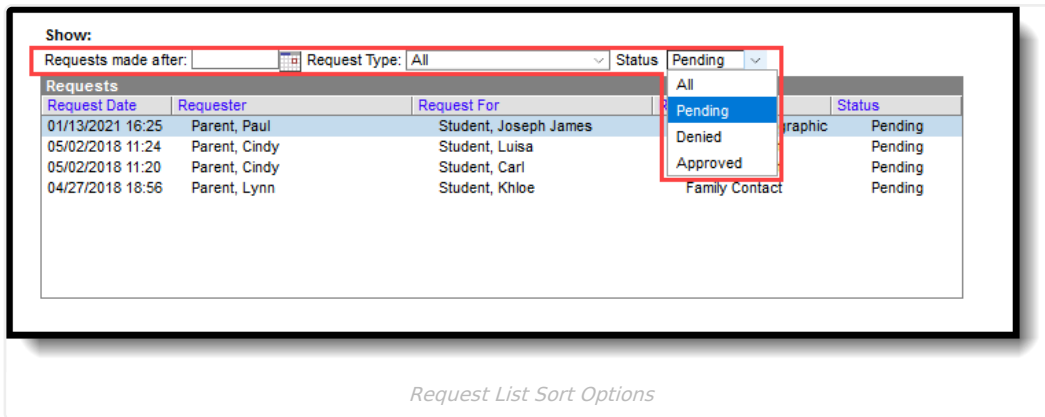 Show:
Requests made after: Request Type: All Status Pending
Requests
All
Request Date Requester Request For Status
Pending
01/13/2021 16:25 Parent, Paul Student, Joseph James graphic Pending
Denied
05/02/2018 11:24 Parent, Cindy Student, Luisa Pending
05/02/2018 11:20 Parent, Cindy Student, Carl Pending
Approved
04/27/2018 18:56 Parent, Lynn Student, Khloe Family Contact Pending
Request List Sort Options